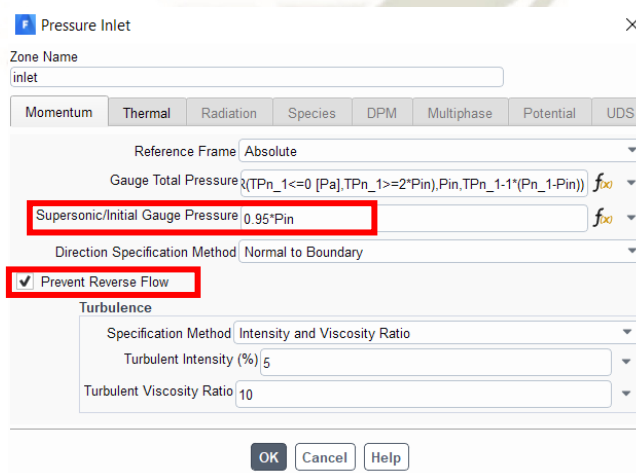 Pressure Inlet
Zone Name
inlet
Momentum Thermal Radiation Species DPM Multiphase Potential UDS
Reference Frame Absolute
Gauge Total Pressure R(TPn_1<=0 [Pa],TPn_1>=2*Pin),Pin,TPn_1-1*(Pn_1-Pin)) f(x)
Supersonic/Initial Gauge Pressure 0.95*Pin f(x)
Direction Specification Method Normal to Boundary
Prevent Reverse Flow
Turbulence
Specification Method Intensity and Viscosity Ratio
Turbulent Intensity (%) 5
Turbulent Viscosity Ratio 10
OK Cancel Help